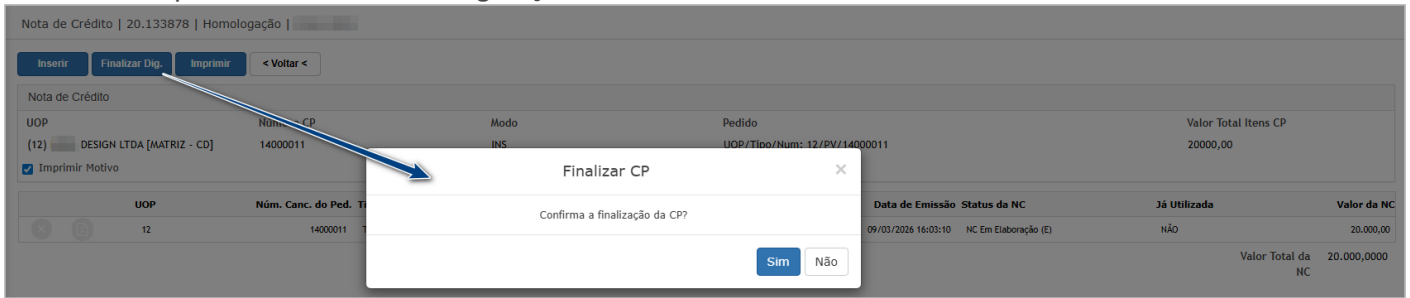 Nota de Crédito | 20.133878 | Homologação |
Inserir Finalizar Dig. Imprimir < Voltar <
Nota de Crédito
UOP CP Modo Pedido Valor Total Itens CP
(12) DESIGN LTDA [MATRIZ - CD] 14000011 INS UOP/Tipo/Num: 12/PV/14000011 20000,00
Imprimir Motivo
Finalizar CP ×
Confirma a finalização da CP?
Sim Não
UOP Núm. Canc. do Ped. Data de Emissão Status da NC Já Utilizada Valor da NC
12 14000011 09/03/2026 16:03:10 NC Em Elaboração (E) NÃO 20.000,00
Valor Total da NC 20.000,0000